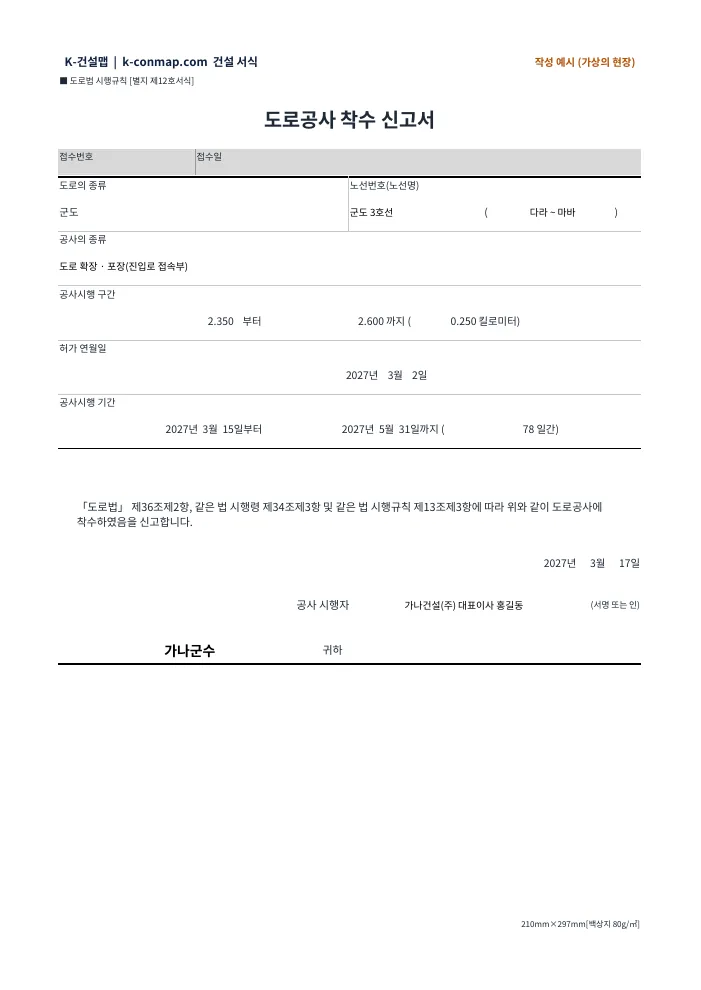 K-건설맵 | k-conmap.com 건설 서식
작성 예시 (가상의 현장)
■ 도로법 시행규칙 [별지 제12호서식]
도로공사 착수 신고서
접수번호 접수일
도로의 종류 노선번호(노선명)
군도 군도 3호선 ( 다라 ~ 마바 )
공사의 종류
도로 확장 · 포장(진입로 접속부)
공사시행 구간
2.350 부터 2.600 까지 ( 0.250 킬로미터)
허가 연월일
2027년 3월 2일
공사시행 기간
2027년 3월 15일부터 2027년 5월 31일까지 ( 78 일간)
「도로법」 제36조제2항, 같은 법 시행령 제34조제3항 및 같은 법 시행규칙 제13조제3항에 따라 위와 같이 도로공사에
착수하였음을 신고합니다.
2027년 3월 17일
공사 시행자 가나건설(주) 대표이사 홍길동 (서명 또는 인)
가나군수 귀하
210mm×297mm[백상지 80g/㎡]